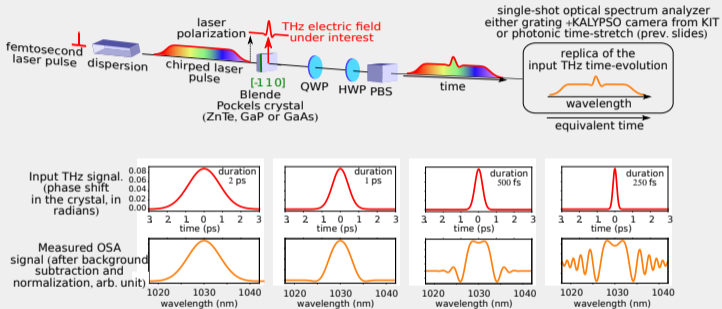 single-shot optical spectrum analyzer
either grating +KALYPSO camera from KIT
or photonic time-stretch (prev. slides)
laser
polarization
THz electric field
under interest
femtosecond
laser pulse
dispersion
chirped laser
pulse
[-1 1 0]
Blende
Pockels crystal
(ZnTe, GaP or GaAs)
QWP
HWP
PBS
time
replica of the
input THz time-evolution
wavelength
equivalent time
Input THz signal.
(phase shift
in the crystal, in
radians)
0.08
0.06
0.04
0.02
0.00
duration
2 ps
3 2 1 0 1 2 3
time (ps)
duration
1 ps
3 2 1 0 1 2 3
time (ps)
duration
500 fs
3 2 1 0 1 2 3
time (ps)
duration
250 fs
3 2 1 0 1 2 3
time (ps)
Measured OSA
signal (after background
subtraction and
normalization, arb. unit)
1020 1030 1040
wavelength (nm)
1020 1030 1040
wavelength (nm)
1020 1030 1040
wavelength (nm)
1020 1030 1040
wavelength (nm)